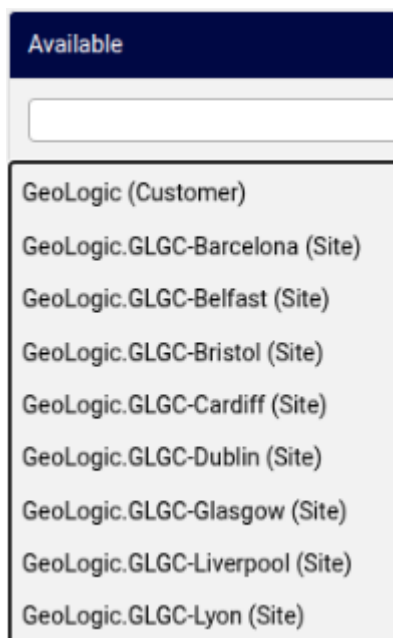 Available
GeoLogic (Customer)
GeoLogic.GLGC-Barcelona (Site)
GeoLogic.GLGC-Belfast (Site)
GeoLogic.GLGC-Bristol (Site)
GeoLogic.GLGC-Cardiff (Site)
GeoLogic.GLGC-Dublin (Site)
GeoLogic.GLGC-Glasgow (Site)
GeoLogic.GLGC-Liverpool (Site)
GeoLogic.GLGC-Lyon (Site)